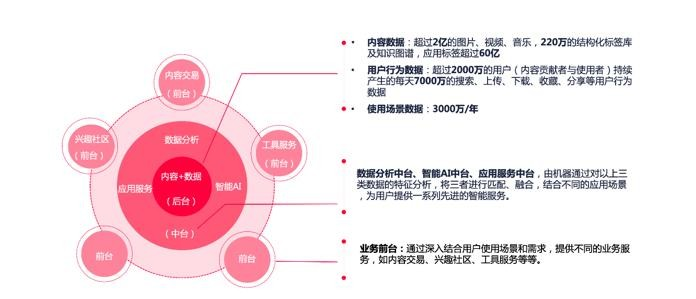 内容交易
（前台）
兴趣社区
（前台）
工具服务
（前台）
数据分析
应用服务
内容+数据
（后台）
智能AI
（中台）
前台
前台
• 内容数据：超过2亿的图片、视频、音乐，220万的结构化标签库
及知识图谱，应用标签超过60亿
• 用户行为数据：超过2000万的用户（内容贡献者与使用者）持续
产生的每天7000万的搜索、上传、下载、收藏、分享等用户行为
数据
• 使用场景数据：3000万/年
数据分析中台、智能AI中台、应用服务中台，由机器通过对以上三
类数据的特征分析，将三者进行匹配、融合，结合不同的应用场景
，为用户提供一系列先进的智能服务。
业务前台：通过深入结合用户使用场景和需求，提供不同的业务服
务，如内容交易、兴趣社区、工具服务等等。